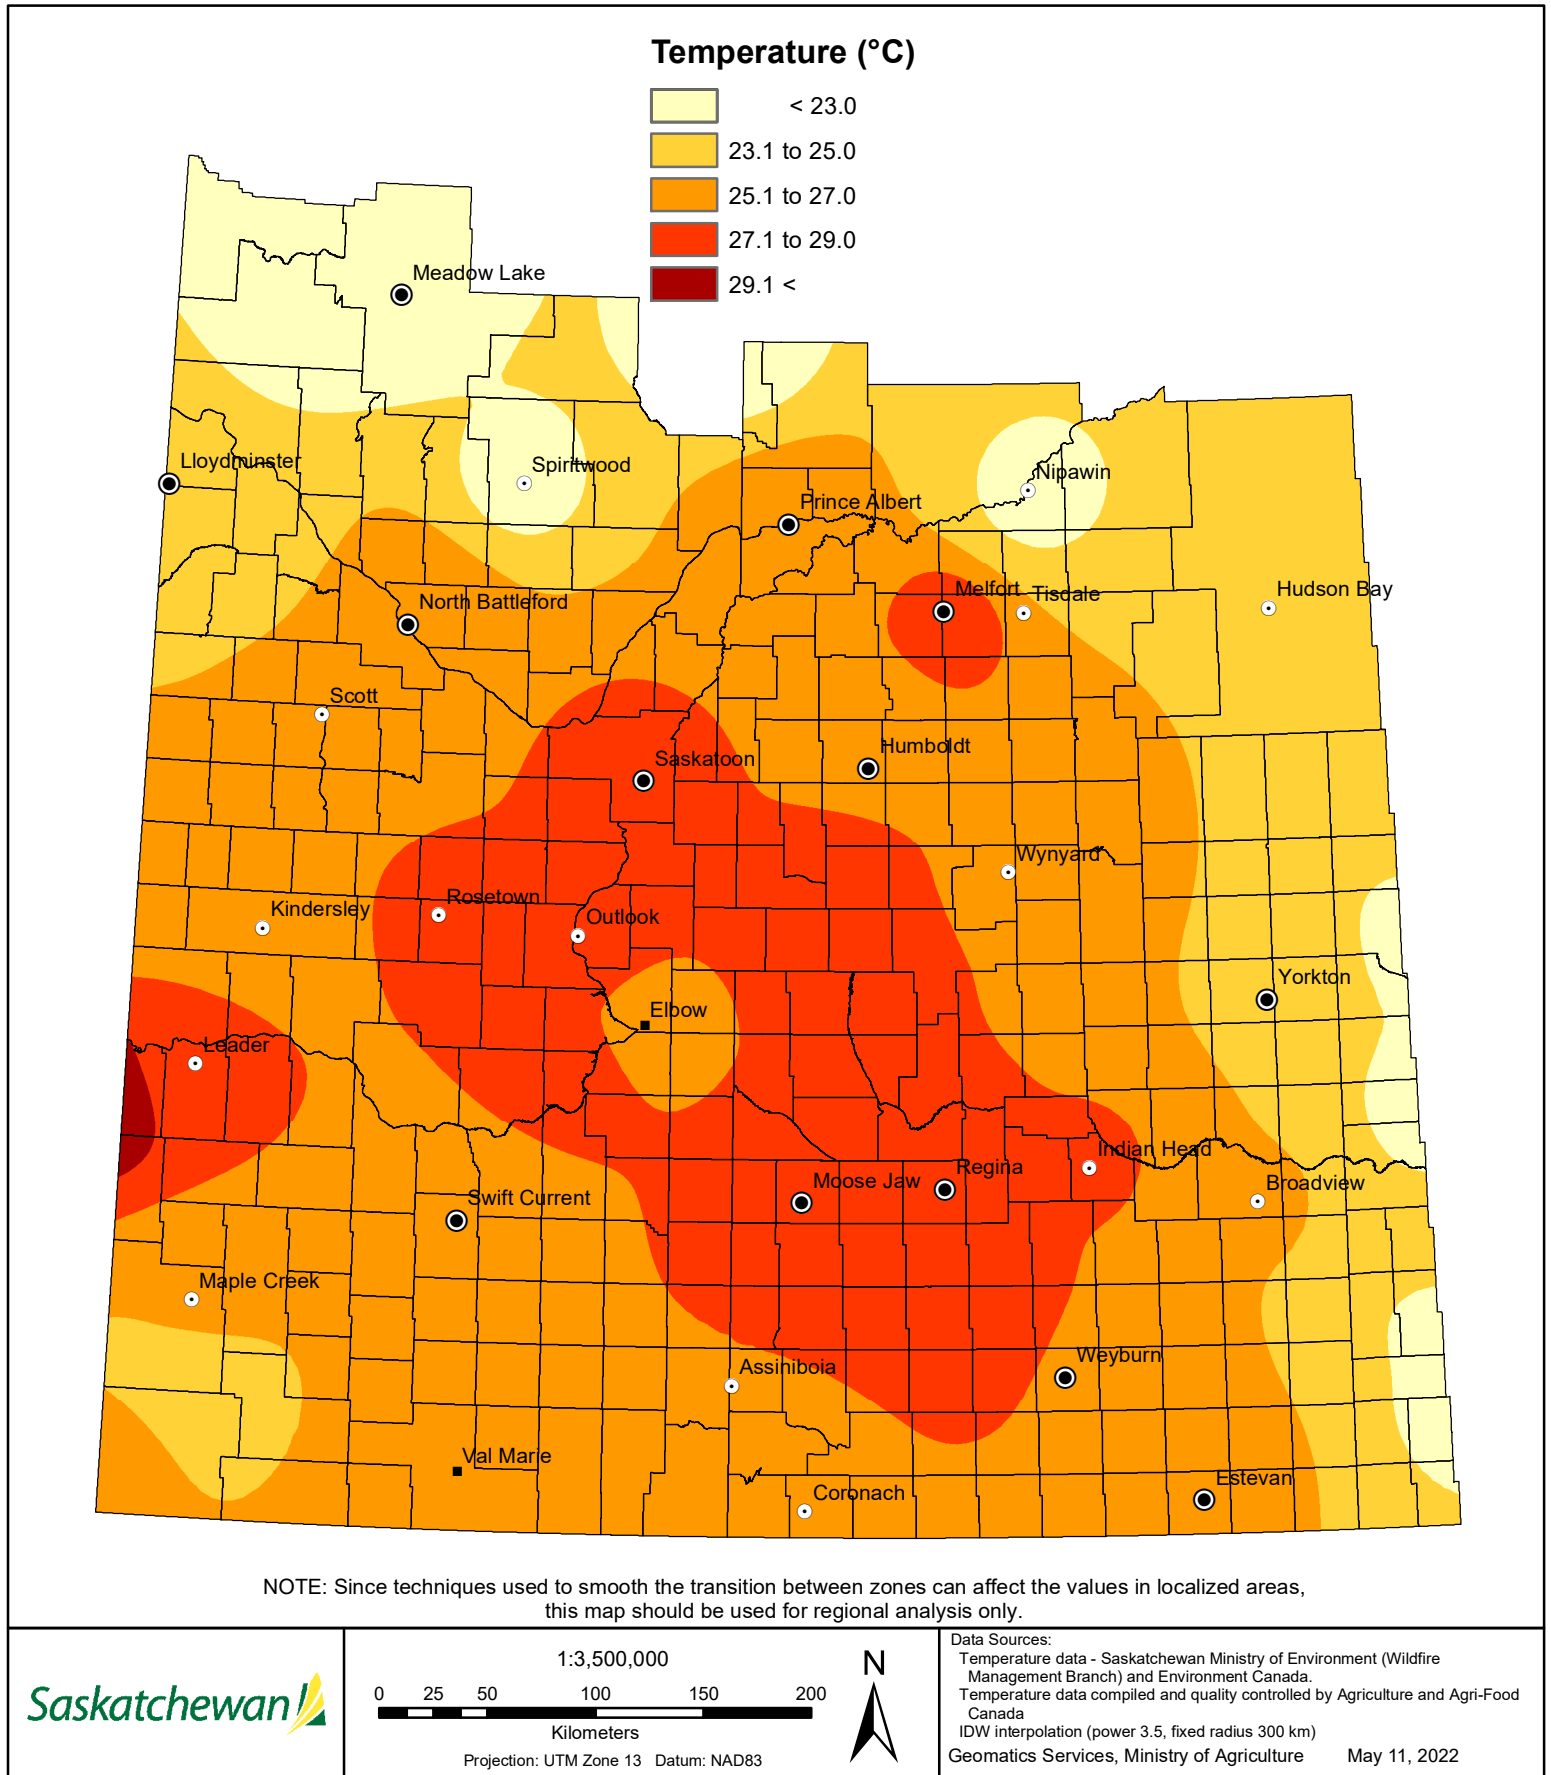 Temperature (°C)
< 23.0
23.1 to 25.0
25.1 to 27.0
27.1 to 29.0
29.1 <
Meadow Lake
Lloydminster
Spiritwood
Nipawin
Prince Albert
Hudson Bay
Melfort
Tisdale
North Battleford
Scott
Humboldt
Saskatoon
Wynyard
Rosetown
Kindersley
Outlook
Yorkton
Elbow
Leader
Indian Head
Regina
Moose Jaw
Broadview
Swift Current
Maple Creek
Weyburn
Assiniboia
Val Marie
Estevan
Coronach
NOTE: Since techniques used to smooth the transition between zones can affect the values in localized areas,
this map should be used for regional analysis only.
Saskatchewan
1:3,500,000
0 25 50 100 150 200
Kilometers
Projection: UTM Zone 13 Datum: NAD83
N
Data Sources:
Temperature data - Saskatchewan Ministry of Environment (Wildfire
Management Branch) and Environment Canada.
Temperature data compiled and quality controlled by Agriculture and Agri-Food
Canada
IDW interpolation (power 3.5, fixed radius 300 km)
Geomatics Services, Ministry of Agriculture May 11, 2022